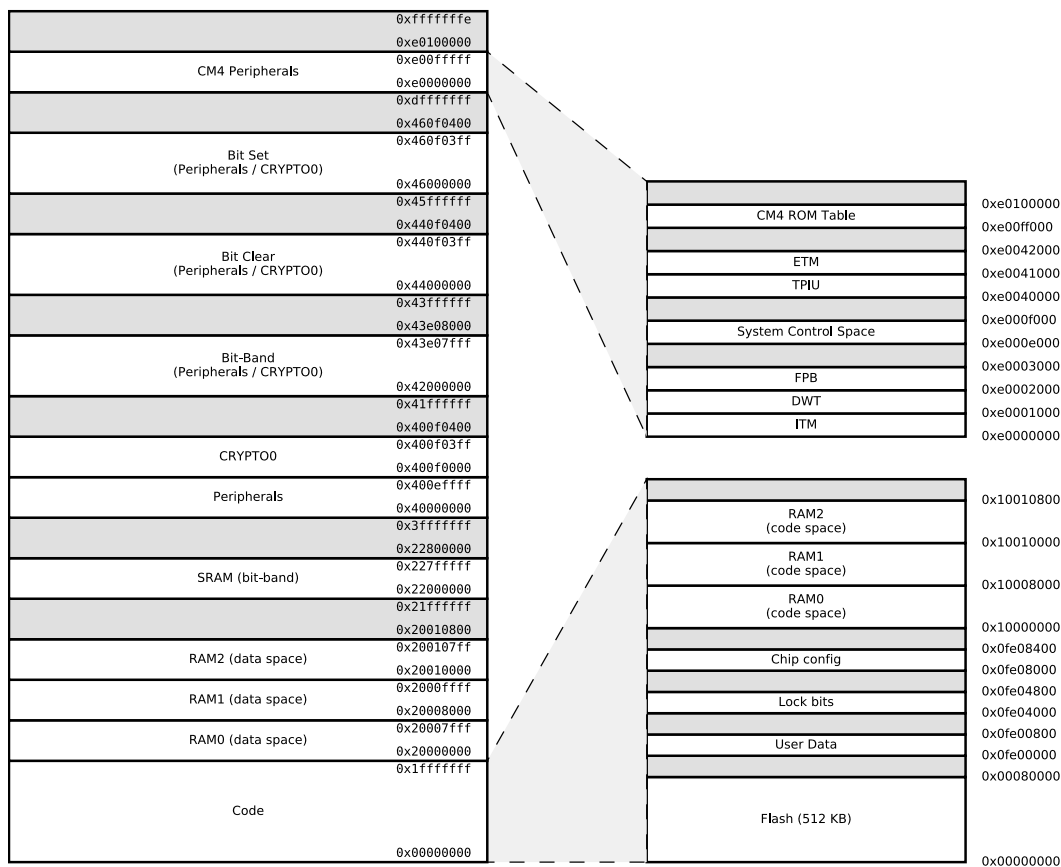 0xfffffffe
0xe0100000
0xe00fffff
CM4 Peripherals
0xe0000000
0xdfffffff
0x460f0400
0x460f03ff
Bit Set
(Peripherals / CRYPTO0)
0x46000000
0x45ffffff
0x440f0400
0x440f03ff
Bit Clear
(Peripherals / CRYPTO0)
0x44000000
0x43ffffff
0x43e08000
0x43e07fff
Bit-Band
(Peripherals / CRYPTO0)
0x42000000
0x41ffffff
0x400f0400
0x400f03ff
CRYPTO0
0x400f0000
0x400effff
Peripherals
0x40000000
0x3fffffff
0x22800000
0x227fffff
SRAM (bit-band)
0x22000000
0x21ffffff
0x20010800
0x200107ff
RAM2 (data space)
0x20010000
0x2000ffff
RAM1 (data space)
0x20008000
0x20007fff
RAM0 (data space)
0x20000000
0x1fffffff
Code
0x00000000
0xe0100000
CM4 ROM Table
0xe00ff000
0xe0042000
ETM
0xe0041000
TPIU
0xe0040000
0xe000f000
System Control Space
0xe000e000
0xe0003000
FPB
0xe0002000
DWT
0xe0001000
ITM
0xe0000000
0x10010800
RAM2
(code space)
0x10010000
RAM1
(code space)
0x10008000
RAM0
(code space)
0x10000000
0x0fe08400
Chip config
0x0fe08000
0x0fe04800
Lock bits
0x0fe04000
0x0fe00800
User Data
0x0fe00000
0x00080000
Flash (512 KB)
0x00000000